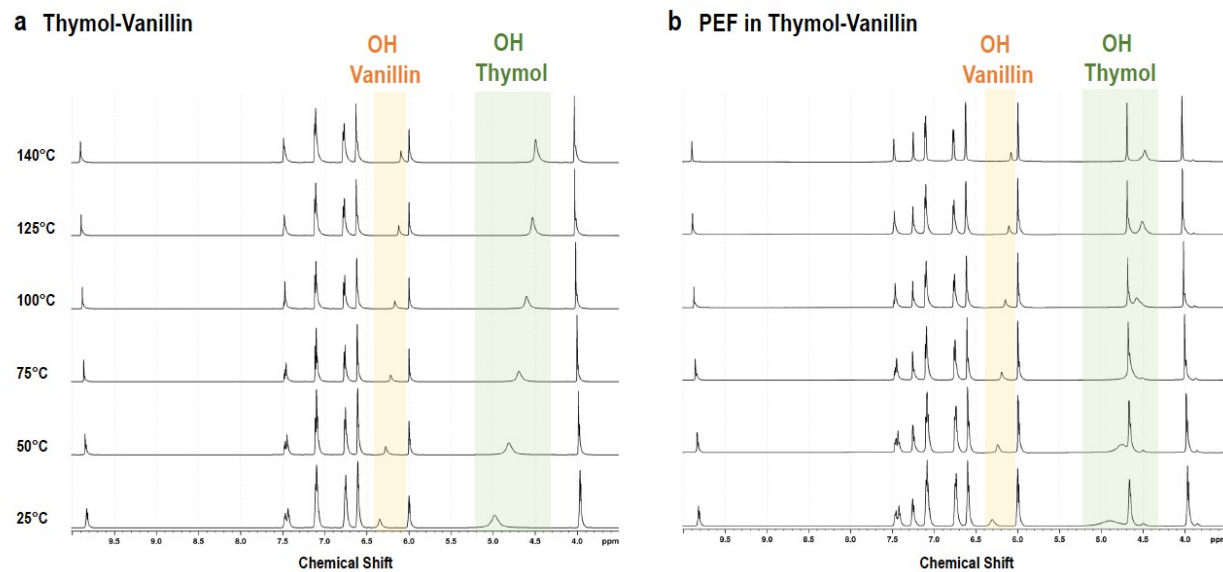 a Thymol-Vanillin
OH
Vanillin
OH
Thymol
140°C
125°C
100°C
75°C
50°C
25°C
9.5 9.0 8.5 8.0 7.5 7.0 6.5 6.0 5.5 5.0 4.5 4.0 ppm
Chemical Shift
b PEF in Thymol-Vanillin
OH
Vanillin
OH
Thymol
9.5 9.0 8.5 8.0 7.5 7.0 6.5 6.0 5.5 5.0 4.5 4.0 ppm
Chemical Shift